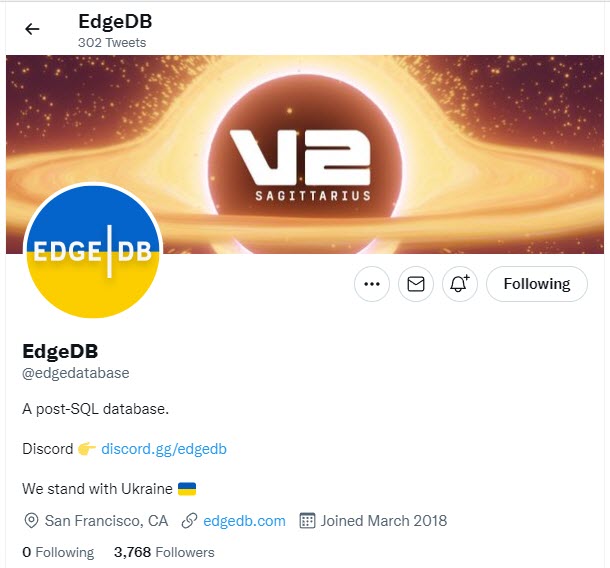 EdgeDB
302 Tweets
V2
SAGITTARIUS
EDGE|DB
Following
EdgeDB
@edgedatabase
A post-SQL database.
Discord 👉 discord.gg/edgedb
We stand with Ukraine 🇺🇦
San Francisco, CA edgedb.com Joined March 2018
0 Following 3,768 Followers